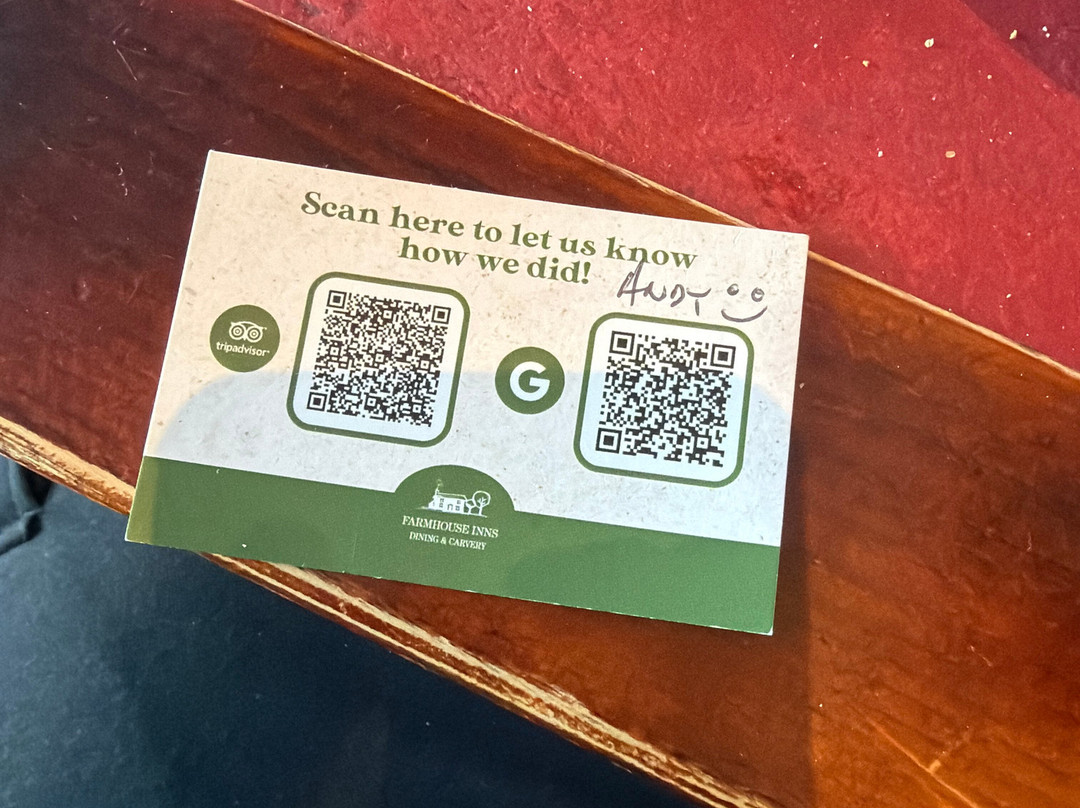 Scan here to let us know
how we did!
ANDY
tripadvisor
G
FARMHOUSE INNS
DINING & CARVERY